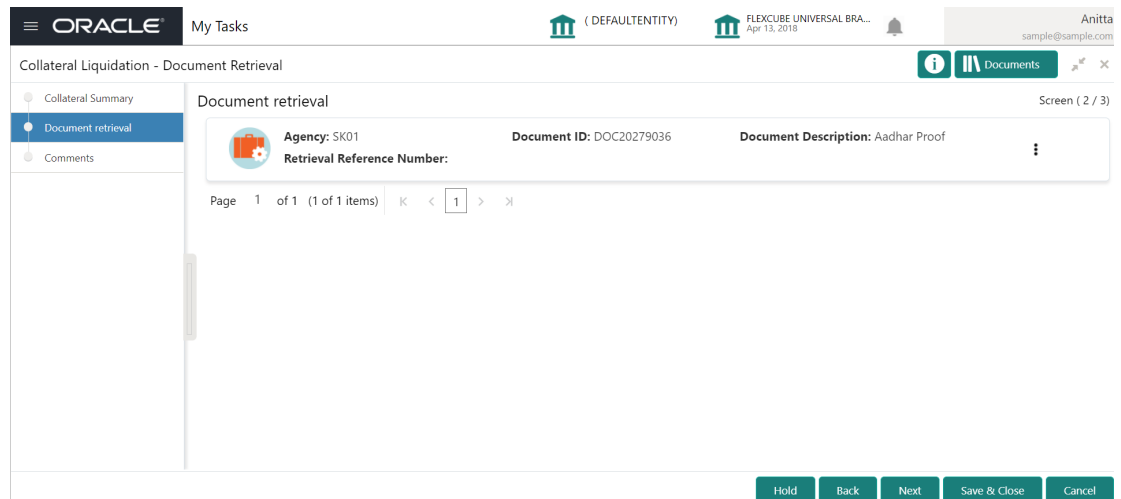 ORACLE®
My Tasks
( DEFAULTENTITY)
FLEXCUBE UNIVERSAL BRA...
Apr 13, 2018
Anitta
sample@sample.com
Collateral Liquidation - Document Retrieval
i
Documents
Collateral Summary
Document retrieval
Comments
Document retrieval
Screen ( 2 / 3)
Agency: SK01
Document ID: DOC20279036
Document Description: Aadhar Proof
Retrieval Reference Number:
Page 1 of 1 (1 of 1 items) 1
Hold
Back
Next
Save & Close
Cancel